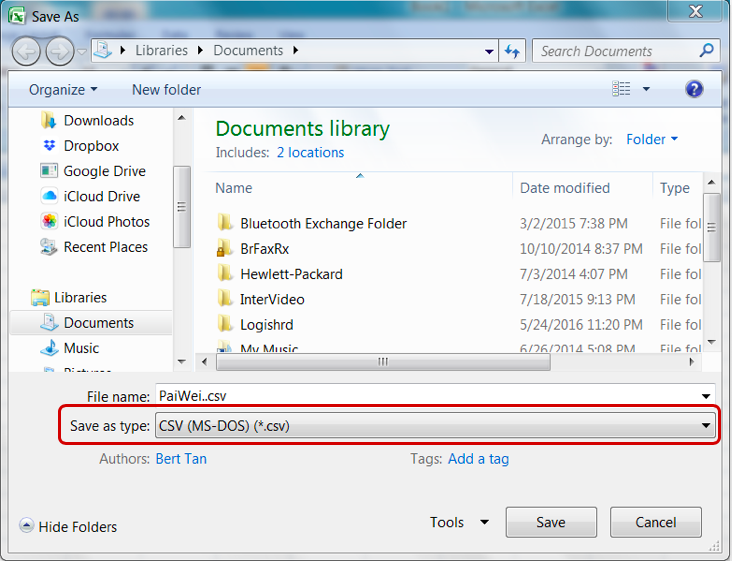 Save As
Libraries Documents
Search Documents
Organize New folder
Downloads
Dropbox
Google Drive
iCloud Drive
iCloud Photos
Recent Places
Libraries
Documents
Music
Pictures
Documents library
Includes: 2 locations
Arrange by: Folder
Name Date modified Type
Bluetooth Exchange Folder 3/2/2015 7:38 PM File fol
BrFaxRx 10/10/2014 8:37 PM File fol
Hewlett-Packard 7/3/2014 4:07 PM File fol
InterVideo 7/18/2015 9:13 PM File fol
Logishrd 5/24/2016 11:20 PM File fol
My Music 6/26/2014 5:08 PM File fol
File name: PaiWei..csv
Save as type: CSV (MS-DOS) (*.csv)
Authors: Bert Tan Tags: Add a tag
Hide Folders Tools Save Cancel